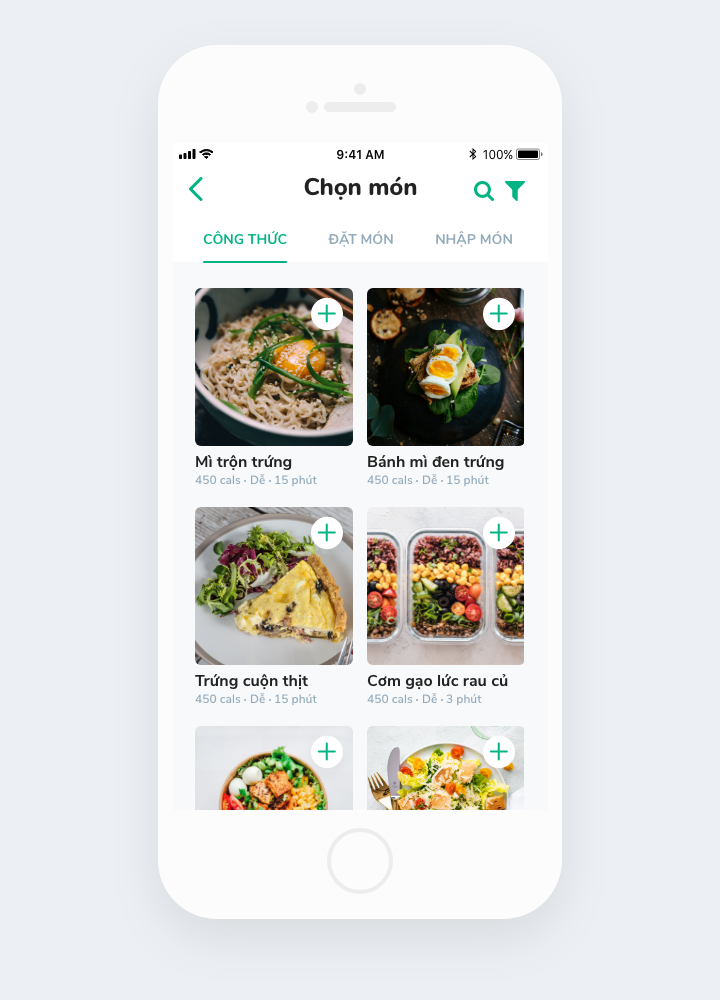 9:41 AM 100%
Chọn món
CÔNG THỨC ĐẶT MÓN NHẬP MÓN
Mì trộn trứng Bánh mì đen trứng
450 cals · Dễ · 15 phút 450 cals · Dễ · 15 phút
Trứng cuộn thịt Cơm gạo lức rau củ
450 cals · Dễ · 15 phút 450 cals · Dễ · 3 phút